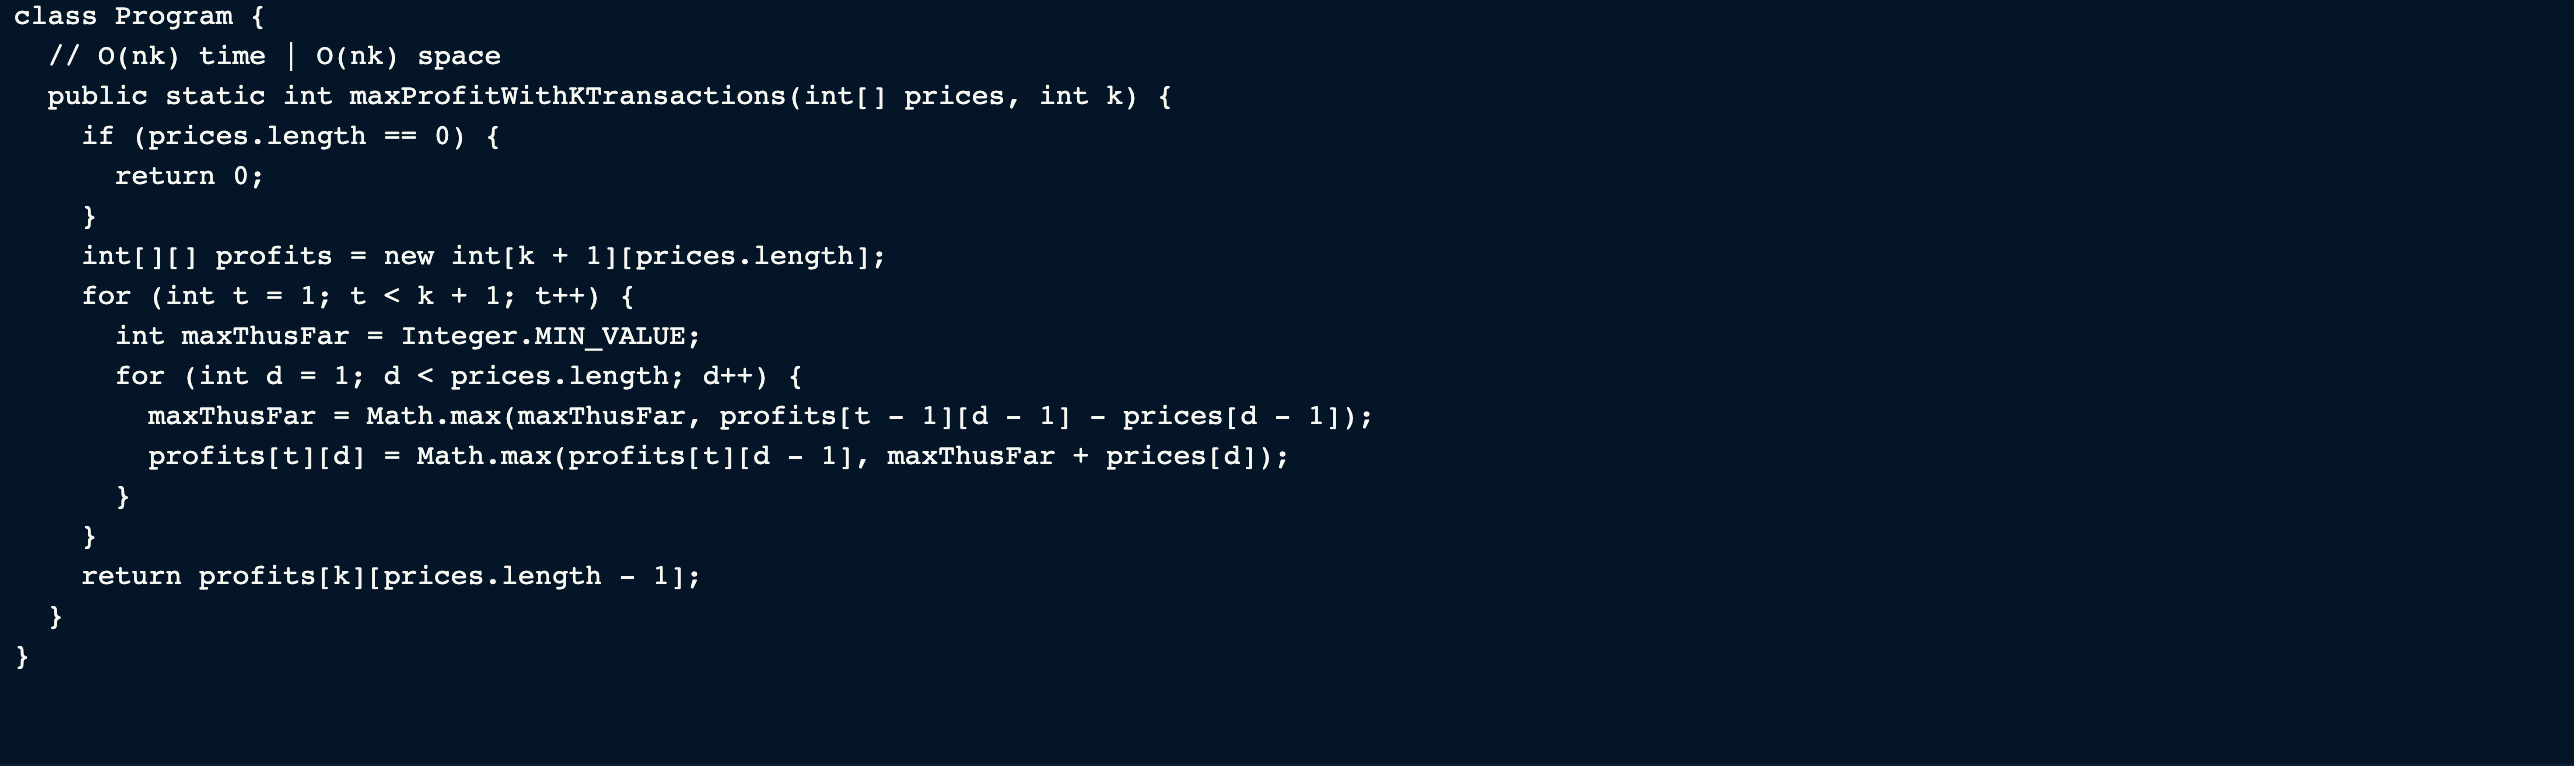 class Program {
  // O(nk) time | O(nk) space
  public static int maxProfitWithKTransactions(int[] prices, int k) {
    if (prices.length == 0) {
      return 0;
    }
    int[][] profits = new int[k + 1][prices.length];
    for (int t = 1; t < k + 1; t++) {
      int maxThusFar = Integer.MIN_VALUE;
      for (int d = 1; d < prices.length; d++) {
        maxThusFar = Math.max(maxThusFar, profits[t - 1][d - 1] - prices[d - 1]);
        profits[t][d] = Math.max(profits[t][d - 1], maxThusFar + prices[d]);
      }
    }
    return profits[k][prices.length - 1];
  }
}